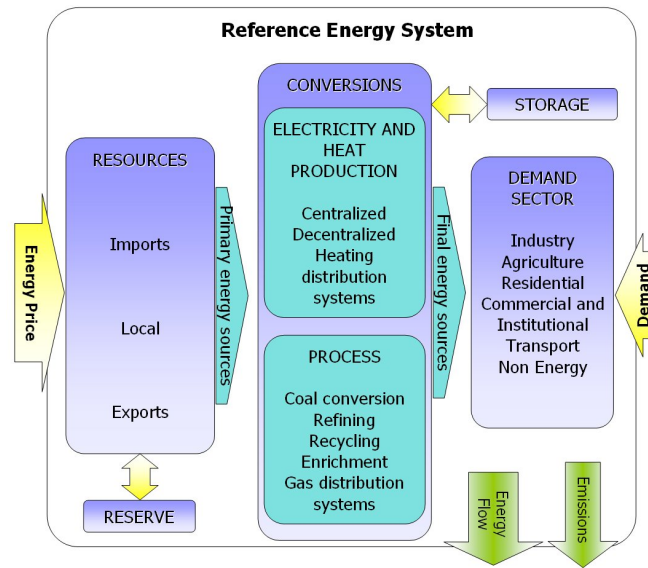 Reference Energy System
Energy Price
RESOURCES
Imports
Local
Exports
RESERVE
Primary energy sources
CONVERSIONS
ELECTRICITY AND
HEAT
PRODUCTION
Centralized
Decentralized
Heating
distribution
systems
PROCESS
Coal conversion
Refining
Recycling
Enrichment
Gas distribution
systems
STORAGE
Final energy sources
DEMAND
SECTOR
Industry
Agriculture
Residential
Commercial and
Institutional
Transport
Non Energy
Demand
Energy
Flow
Emissions